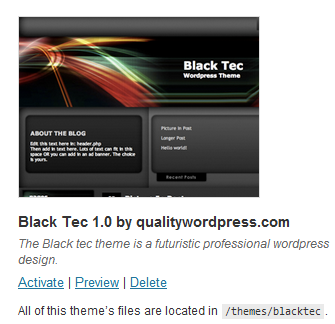 Black Tec
Wordpress Theme
ABOUT THE BLOG
Edit this text here in: header.php
Then add in text here, Lots of text can fit in this
space OR you can add in an ad banner. The choice
is yours.
Picture in Post
Longer Post
Hello world!
Recent Posts
Black Tec 1.0 by qualitywordpress.com
The Black tec theme is a futuristic professional wordpress
design.
Activate | Preview | Delete
All of this theme's files are located in /themes/blacktec.